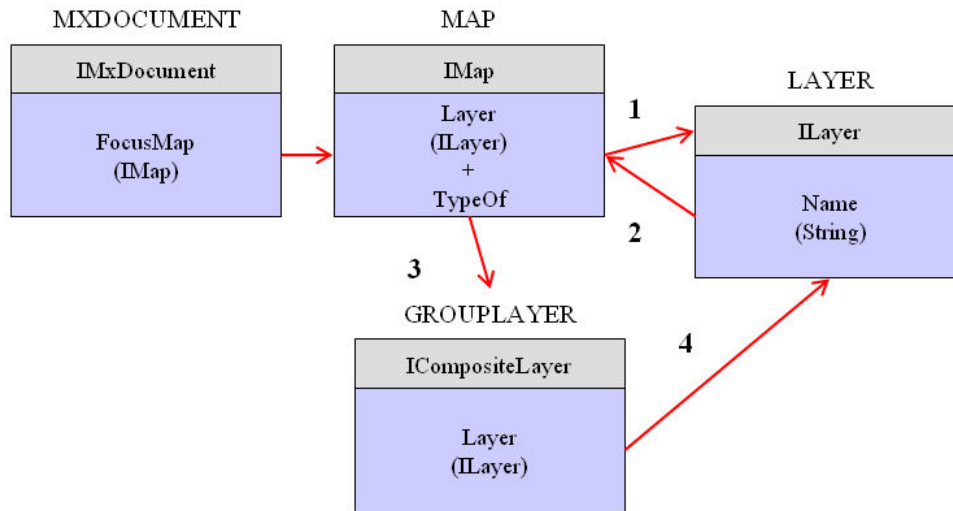 MXDOCUMENT
IMxDocument
FocusMap
(IMap)
MAP
IMap
Layer
(ILayer)
+
TypeOf
1
2
LAYER
ILayer
Name
(String)
3
GROUPLAYER
ICompositeLayer
Layer
(ILayer)
4